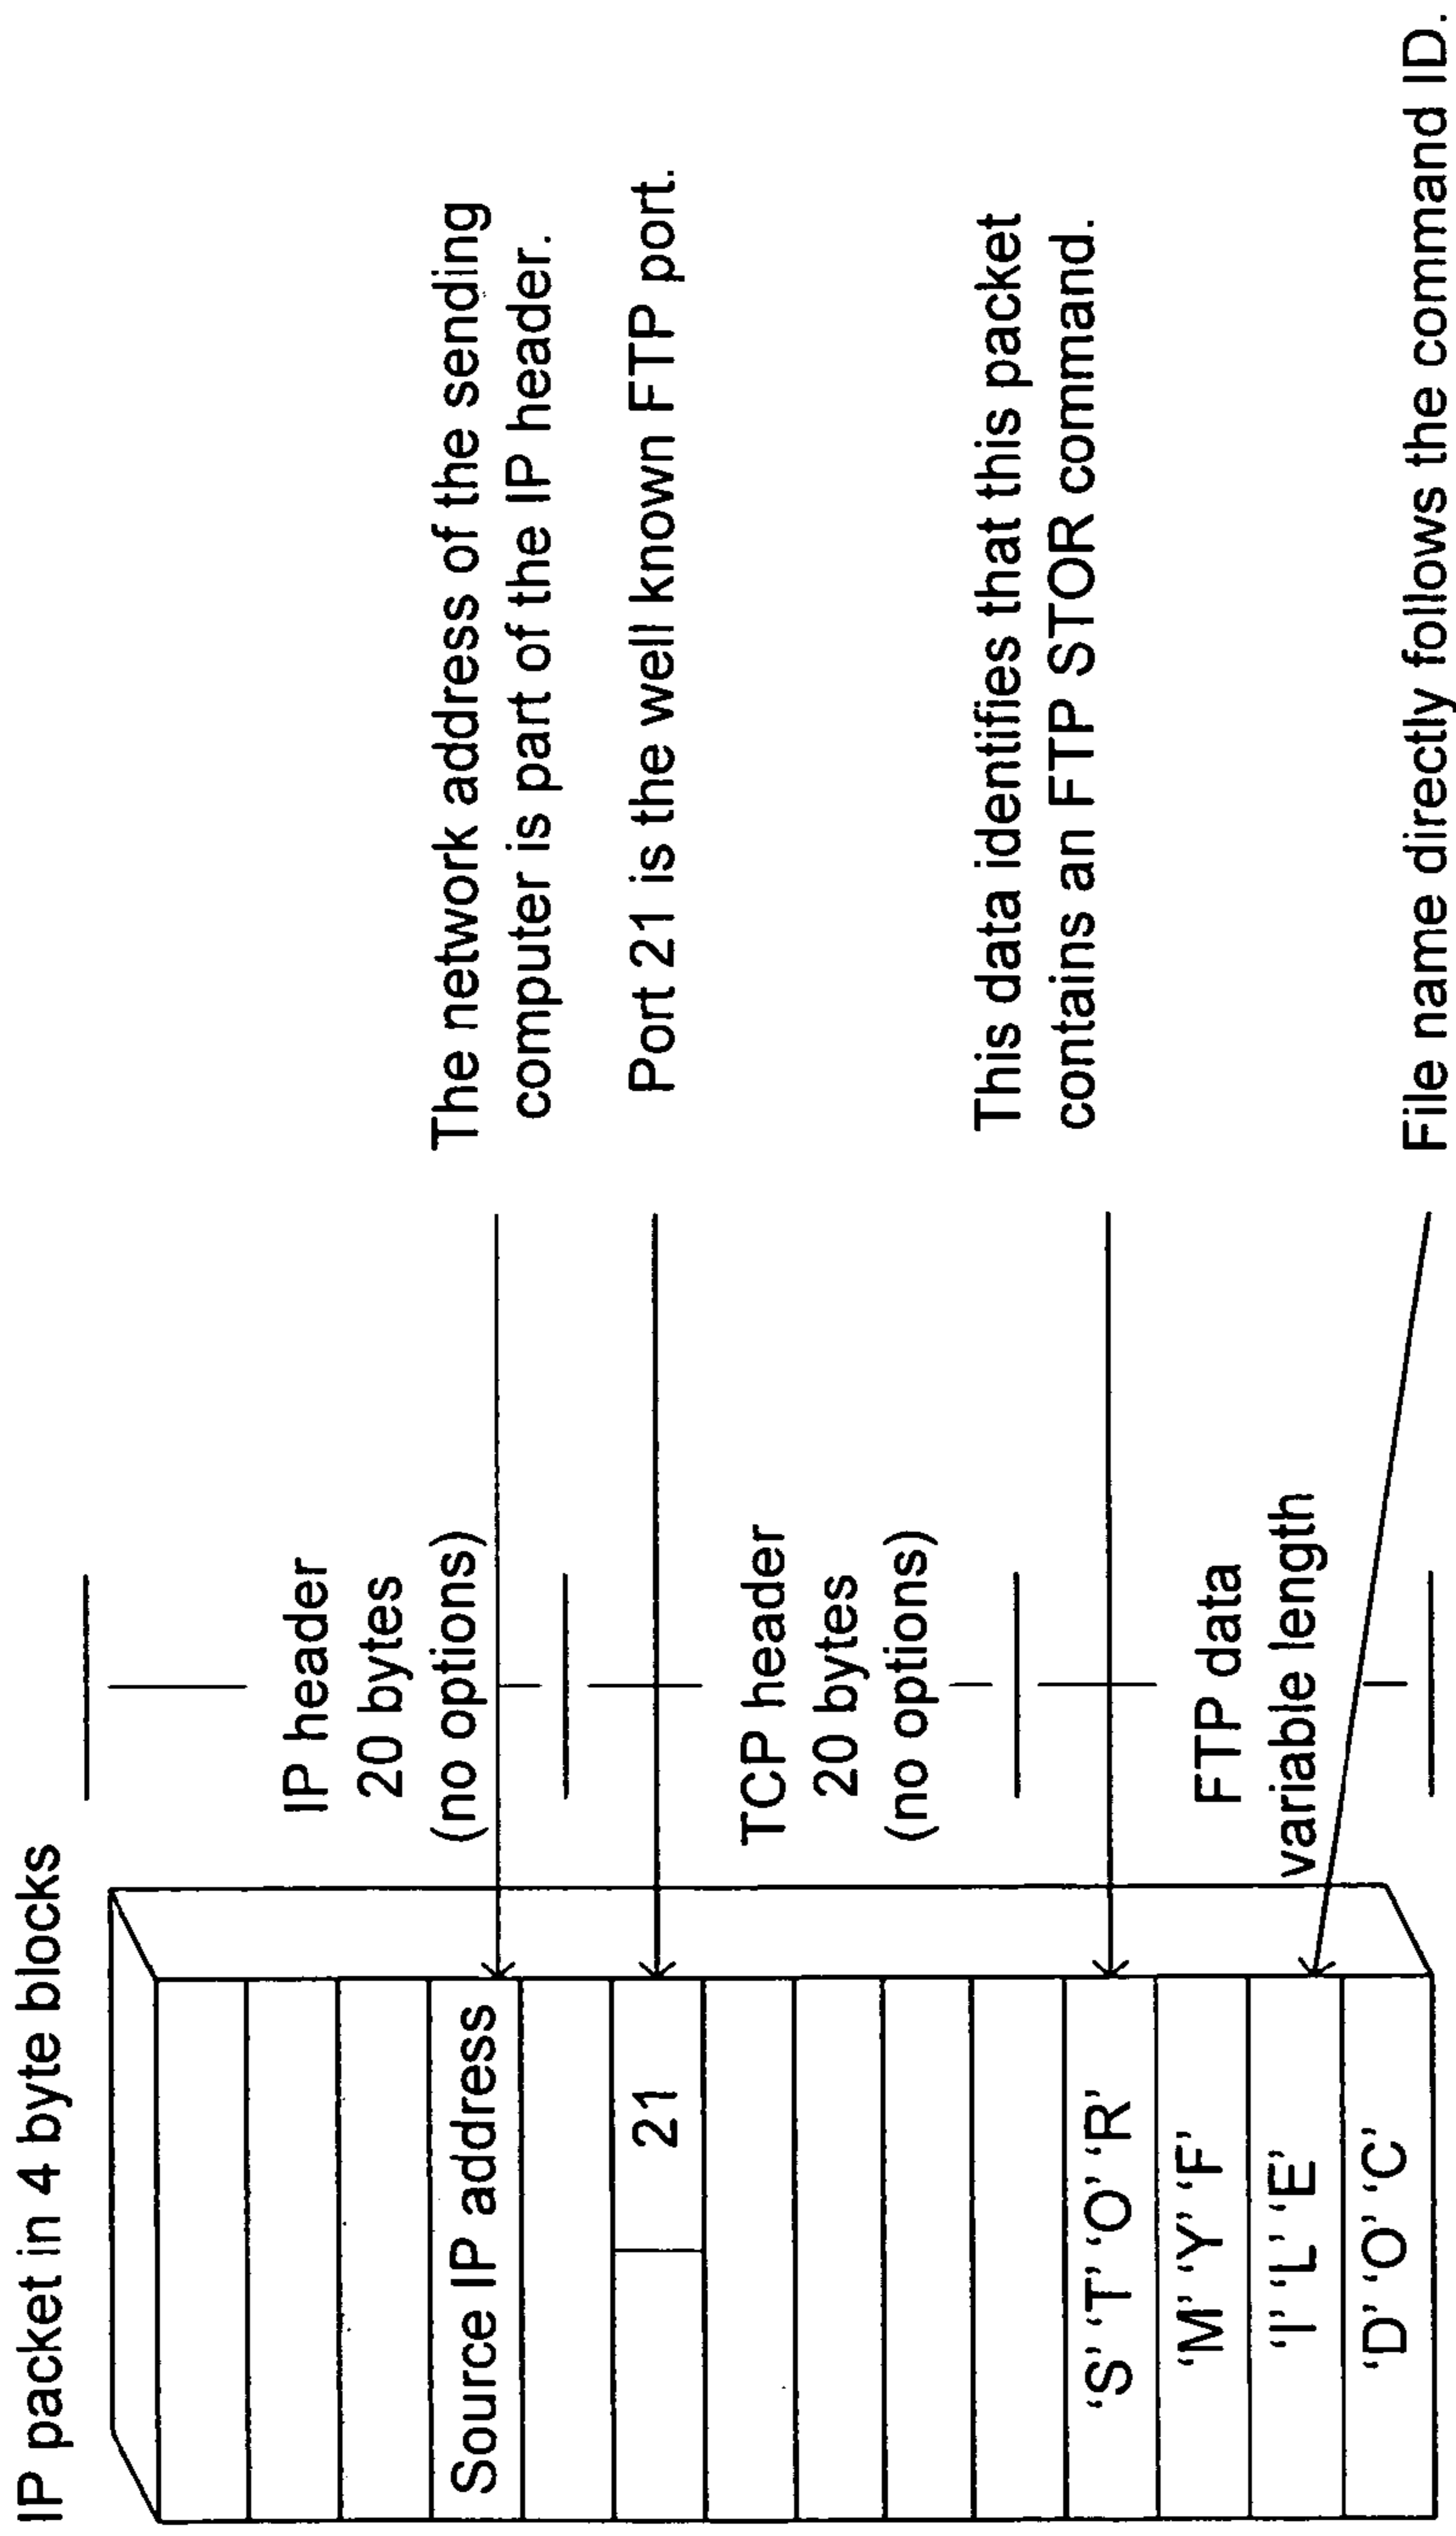 IP packet in 4 byte blocks
Source IP address
21
‘S’ ‘T’ ‘O’ ‘R’
‘M’ ‘Y’ ‘F’
‘I’ ‘L’ ‘E’
‘D’ ‘O’ ‘C’
IP header
20 bytes
(no options)
TCP header
20 bytes
(no options)
FTP data
variable length
The network address of the sending
computer is part of the IP header.
Port 21 is the well known FTP port.
This data identifies that this packet
contains an FTP STOR command.
File name directly follows the command ID.